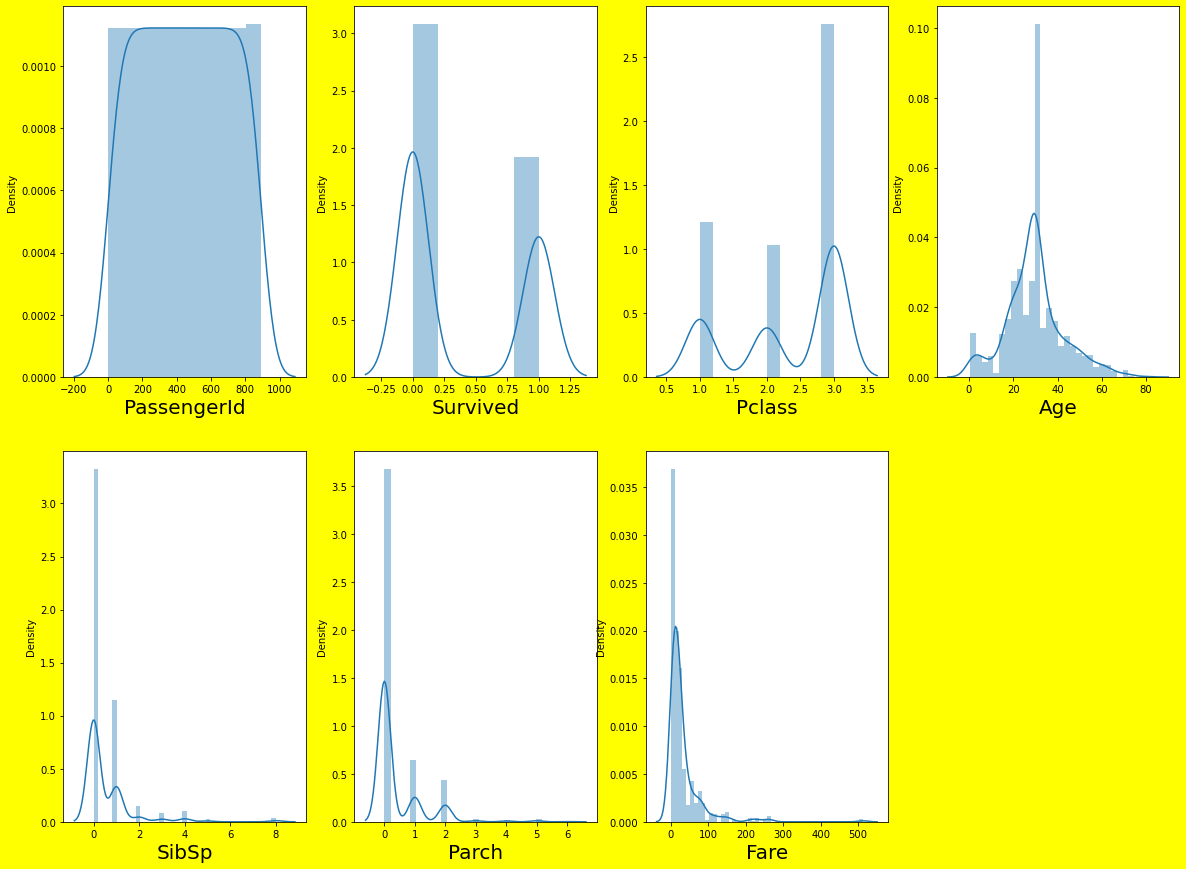 Density
0.0010
0.0008
0.0006
0.0004
0.0002
0.0000
−200 0 200 400 600 800 1000
PassengerId
Density
3.0
2.5
2.0
1.5
1.0
0.5
0.0
−0.25 0.00 0.25 0.50 0.75 1.00 1.25
Survived
Density
2.5
2.0
1.5
1.0
0.5
0.0
0.5 1.0 1.5 2.0 2.5 3.0 3.5
Pclass
Density
0.10
0.08
0.06
0.04
0.02
0.00
0 20 40 60 80
Age
Density
3.0
2.5
2.0
1.5
1.0
0.5
0.0
0 2 4 6 8
SibSp
Density
3.5
3.0
2.5
2.0
1.5
1.0
0.5
0.0
0 1 2 3 4 5 6
Parch
Density
0.035
0.030
0.025
0.020
0.015
0.010
0.005
0.000
0 100 200 300 400 500
Fare